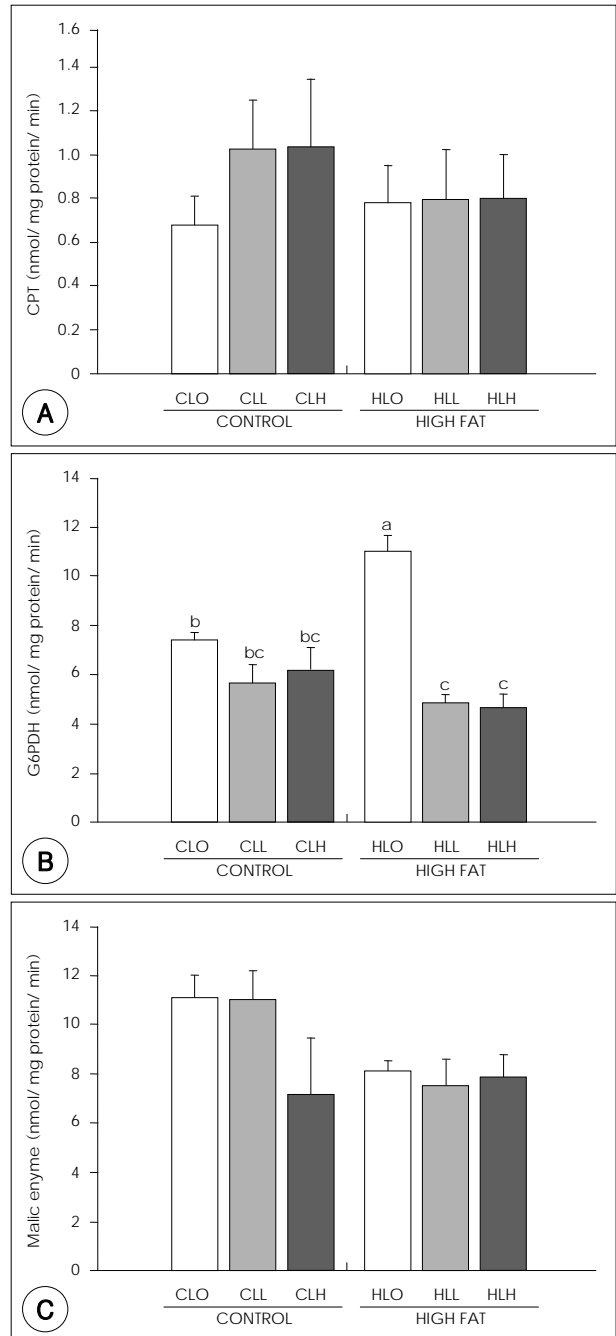 1.6
1.4
1.2
1.0
0.8
0.6
0.4
0.2
0
CPT (nmol/ mg protein/ min)
CLO CLL CLH HLO HLL HLH
CONTROL HIGH FAT
A
14
12
10
8
6
4
2
0
G6PDH (nmol/ mg protein/ min)
b bc bc a c c
CLO CLL CLH HLO HLL HLH
CONTROL HIGH FAT
B
14
12
10
8
6
4
2
0
Malic enyme (nmol/ mg protein/ min)
CLO CLL CLH HLO HLL HLH
CONTROL HIGH FAT
C